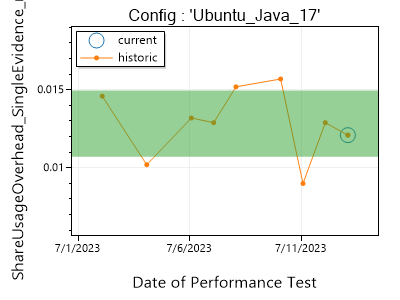 Config : 'Ubuntu_Java_17'
current
historic
ShareUsageOverhead_SingleEvidence_
0.015
0.01
7/1/2023
7/6/2023
7/11/2023
Date of Performance Test